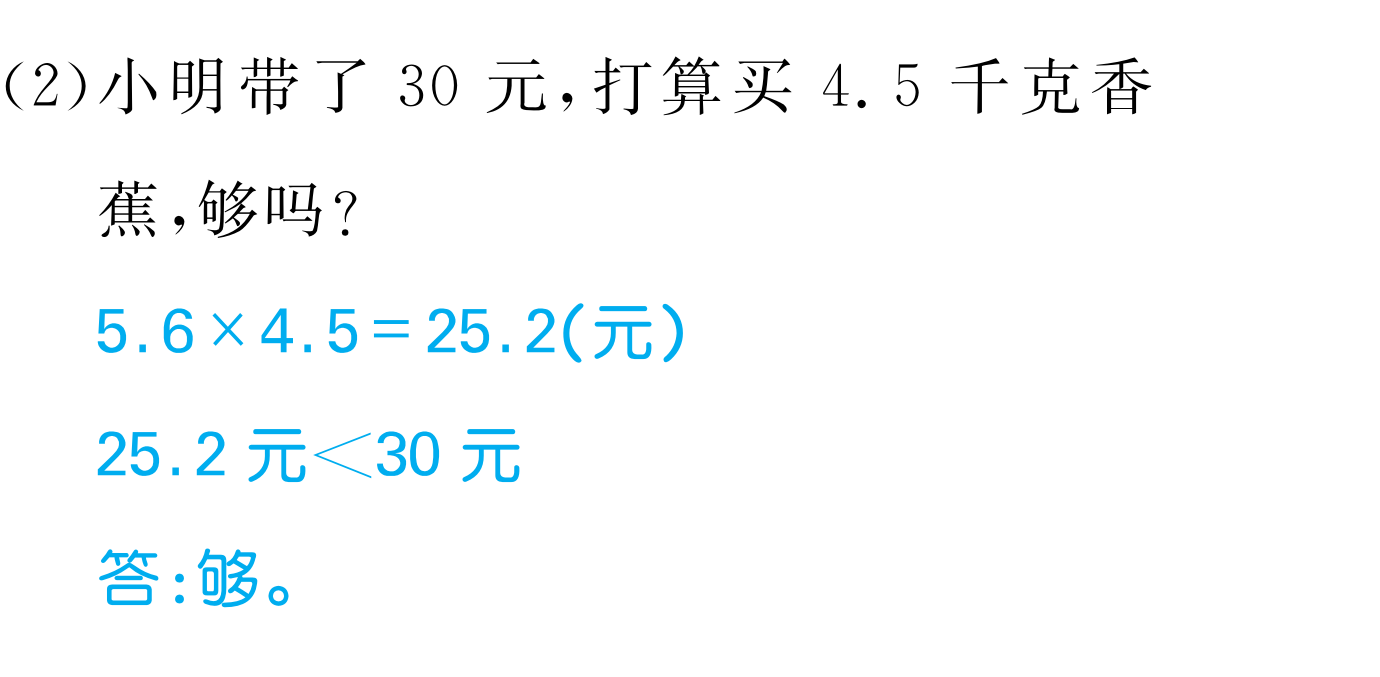 (2)小明带了 30 元,打算买 4.5 千克香
蕉,够吗?
5.6×4.5=25.2(元)
25.2 元<30 元
答:够。